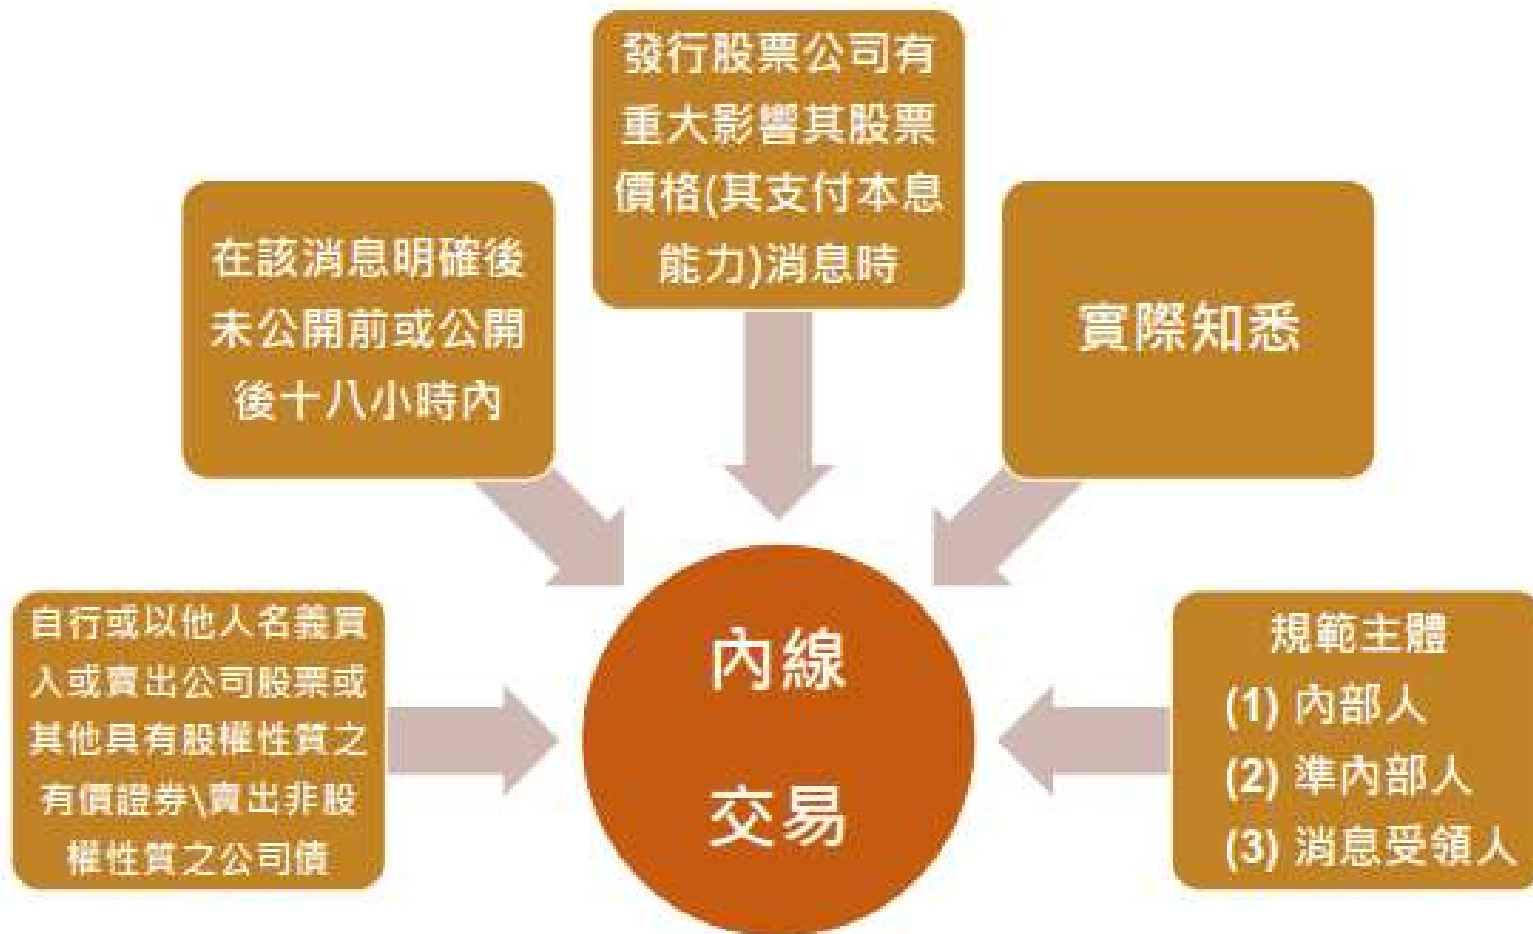 發行股票公司有
重大影響其股票
價格(其支付本息
能力)消息時
在該消息明確後
未公開前或公開
後十八小時內
實際知悉
自行或以他人名義買
入或賣出公司股票或
其他具有股權性質之
有價證券\賣出非股
權性質之公司債
內線
交易
規範主體
(1) 內部人
(2) 準內部人
(3) 消息受領人